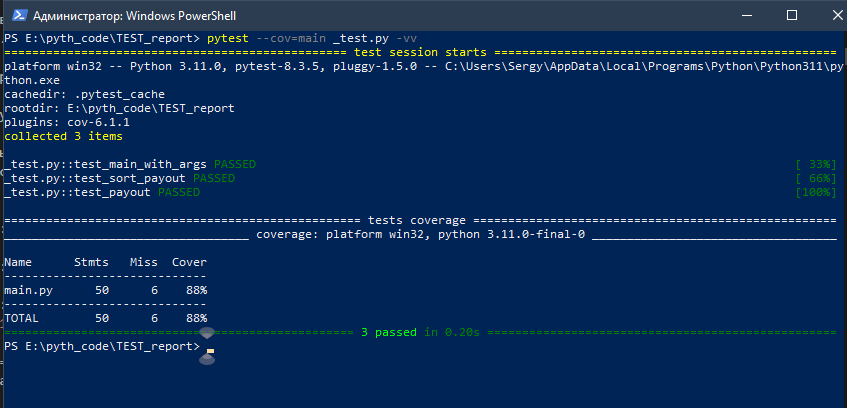 Администратор: Windows PowerShell
PS E:\pyth_code\TEST_report> pytest --cov=main _test.py -vv
================================================= test session starts =================================================
platform win32 -- Python 3.11.0, pytest-8.3.5, pluggy-1.5.0 -- C:\Users\Sergy\AppData\Local\Programs\Python\Python311\py
thon.exe
cachedir: .pytest_cache
rootdir: E:\pyth_code\TEST_report
plugins: cov-6.1.1
collected 3 items
_test.py::test_main_with_args PASSED [ 33%]
_test.py::test_sort_payout PASSED [ 66%]
_test.py::test_payout PASSED [100%]
=================================================== tests coverage ====================================================
___________________________________ coverage: platform win32, python 3.11.0-final-0 ___________________________________
Name Stmts Miss Cover
-----------------------------
main.py 50 6 88%
-----------------------------
TOTAL 50 6 88%
================================================== 3 passed in 0.20s ==================================================
PS E:\pyth_code\TEST_report>